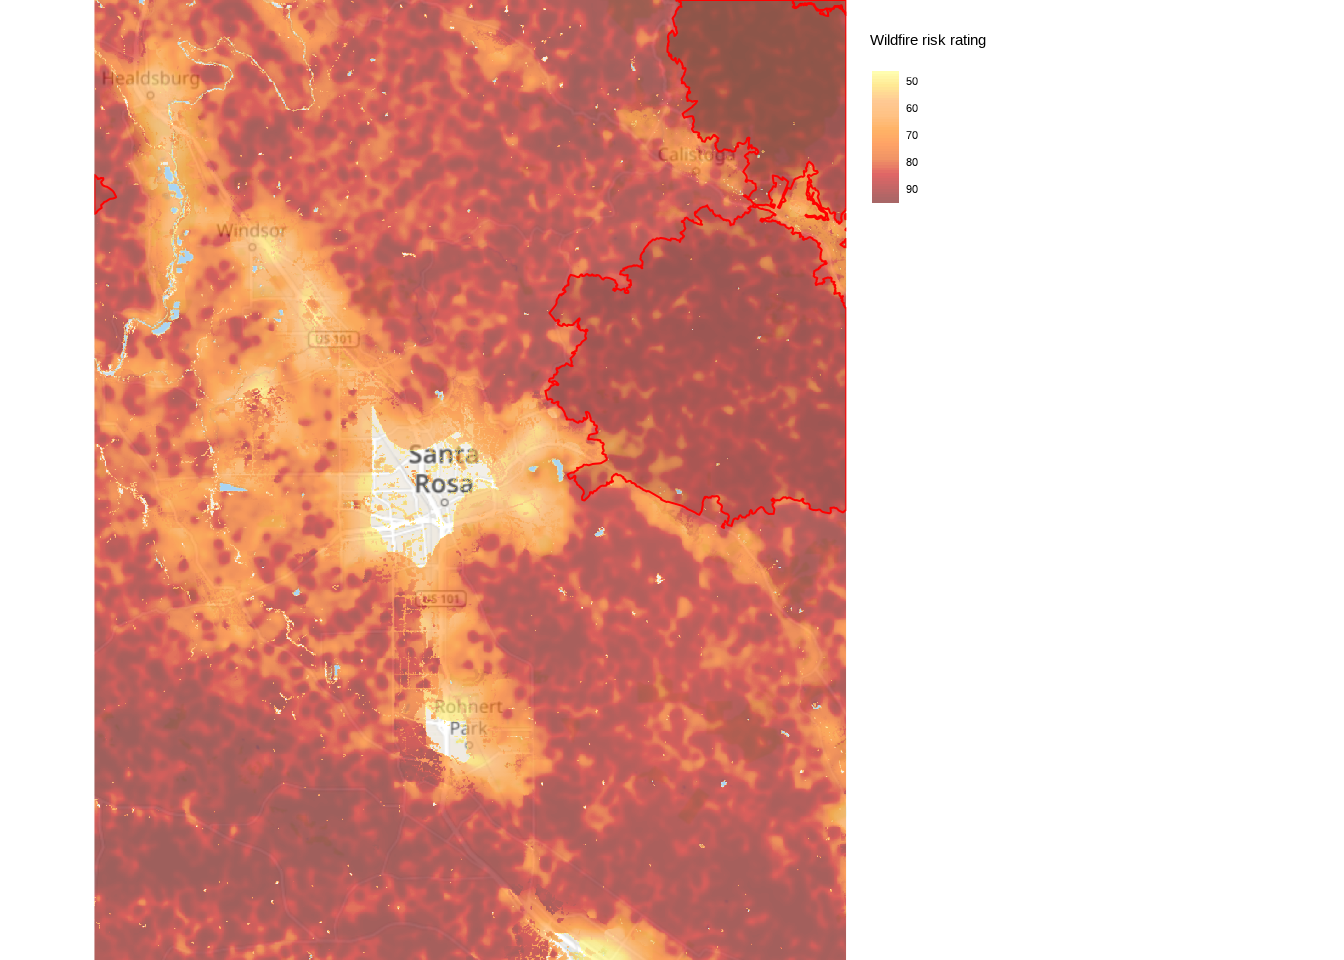 Wildfire risk rating
50
60
70
80
90
Healdsburg
Calistoga
Windsor
US 101
Santa
Rosa
US 101
Rohnert
Park